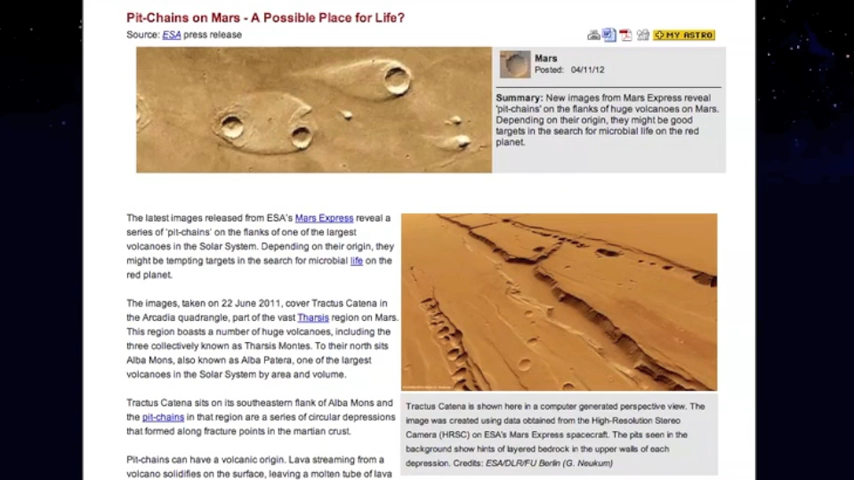 Pit-Chains on Mars - A Possible Place for Life?
Source: ESA press release
MY ASTRO
Mars
Posted: 04/11/12
Summary: New images from Mars Express reveal
'pit-chains' on the flanks of huge volcanoes on Mars.
Depending on their origin, they might be good
targets in the search for microbial life on the red
planet.
The latest images released from ESA's Mars Express reveal a
series of 'pit-chains' on the flanks of one of the largest
volcanoes in the Solar System. Depending on their origin, they
might be tempting targets in the search for microbial life on the
red planet.
The images, taken on 22 June 2011, cover Tractus Catena in
the Arcadia quadrangle, part of the vast Tharsis region on Mars.
This region boasts a number of huge volcanoes, including the
three collectively known as Tharsis Montes. To their north sits
Alba Mons, also known as Alba Patera, one of the largest
volcanoes in the Solar System by area and volume.
Tractus Catena sits on its southeastern flank of Alba Mons and
the pit-chains in that region are a series of circular depressions
that formed along fracture points in the martian crust.
Pit-chains can have a volcanic origin. Lava streaming from a
volcano solidifies on the surface, leaving a molten tube of lava
Tractus Catena is shown here in a computer generated perspective view. The
image was created using data obtained from the High-Resolution Stereo
Camera (HRSC) on ESA's Mars Express spacecraft. The pits seen in the
background show hints of layered bedrock in the upper walls of each
depression. Credits: ESA/DLR/FU Berlin (G. Neukum)